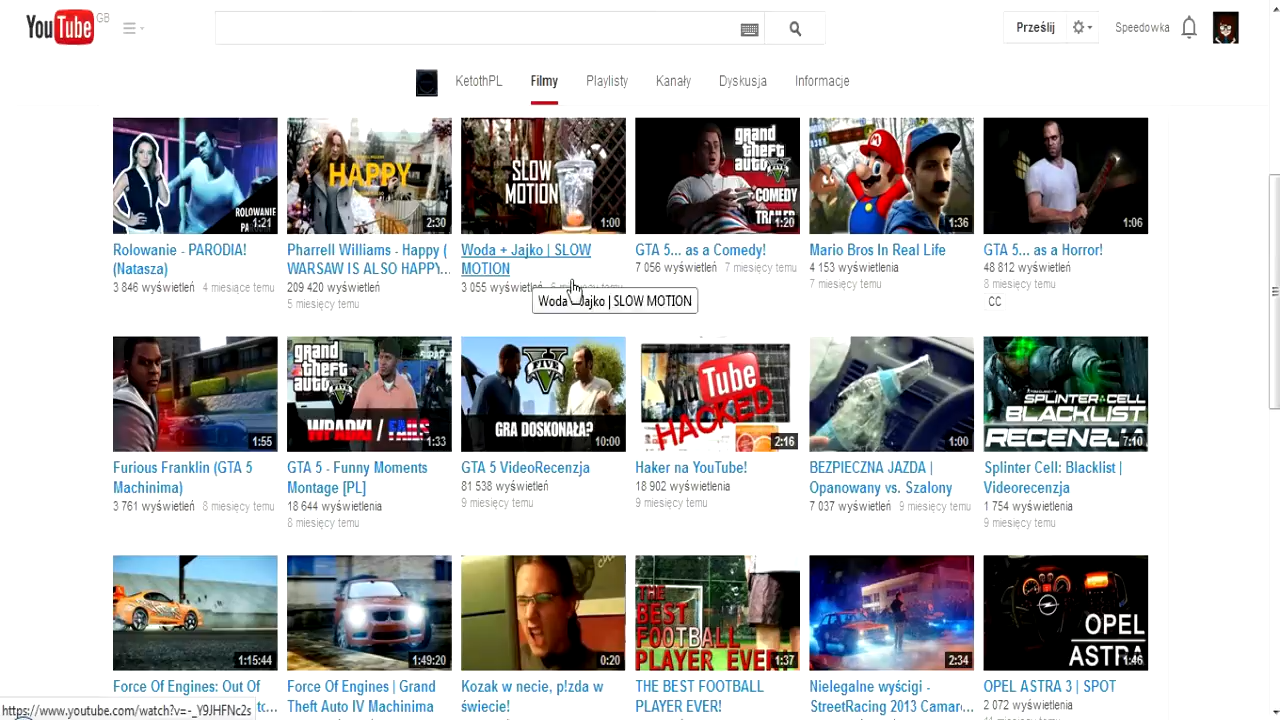 YouTube GB
Prześlij
Speedowka
KetothPL Filmy Playlisty Kanały Dyskusja Informacje
ROLOWANIE
1:21
HAPPY
2:30
SLOW
MOTION
1:00
grand
theft
auto V
COMEDY
TRAILER
1:20
1:36
1:06
Rolowanie - PARODIA!
(Natasza)
3 846 wyświetleń 4 miesiące temu
Pharrell Williams - Happy (
WARSAW IS ALSO HAPPY...
209 420 wyświetleń
5 miesięcy temu
Woda + Jajko | SLOW
MOTION
3 055 wyświetleń
Woda + Jajko | SLOW MOTION
GTA 5... as a Comedy!
7 056 wyświetleń 7 miesięcy temu
Mario Bros In Real Life
4 153 wyświetlenia
7 miesięcy temu
GTA 5... as a Horror!
48 812 wyświetleń
8 miesięcy temu
CC
1:55
grand
theft
auto V
WPADKI / FAILS
1:33
V
FIVE
GRA DOSKONAŁA?
10:00
Tube
HACKED
2:16
1:00
SPLINTER CELL
BLACKLIST
RECENZJA
7:10
Furious Franklin (GTA 5
Machinima)
3 761 wyświetleń 8 miesięcy temu
GTA 5 - Funny Moments
Montage [PL]
18 644 wyświetlenia
8 miesięcy temu
GTA 5 VideoRecenzja
81 538 wyświetleń
9 miesięcy temu
Haker na YouTube!
18 902 wyświetlenia
9 miesięcy temu
BEZPIECZNA JAZDA |
Opanowany vs. Szalony
7 037 wyświetleń 9 miesięcy temu
Splinter Cell: Blacklist |
Videorecenzja
1 754 wyświetlenia
9 miesięcy temu
1:15:44
1:49:20
0:20
THE
BEST
FOOTBALL
PLAYER EVER
1:37
2:34
OPEL
ASTRA
1:46
Force Of Engines: Out Of
Force Of Engines | Grand
Theft Auto IV Machinima
Kozak w necie, p!zda w
świecie!
THE BEST FOOTBALL
PLAYER EVER!
Nielegalne wyścigi -
StreetRacing 2013 Camaro...
OPEL ASTRA 3 | SPOT
2 072 wyświetlenia
https://www.youtube.com/watch?v=-_Y9JHFNc2s